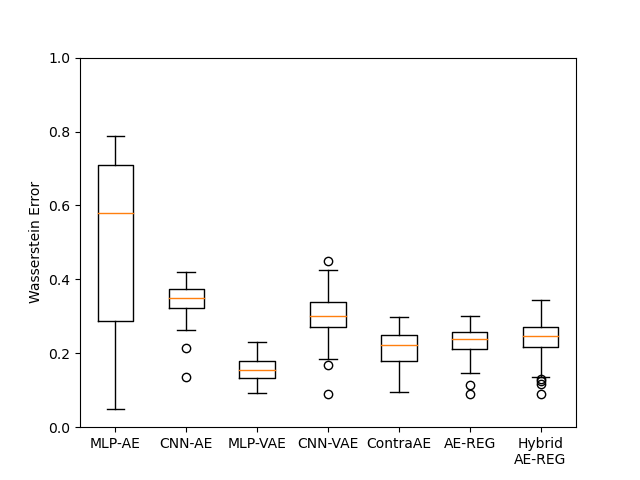 1.0
0.8
0.6
0.4
0.2
0.0
Wasserstein Error
MLP-AE CNN-AE MLP-VAE CNN-VAE ContraAE AE-REG Hybrid
AE-REG